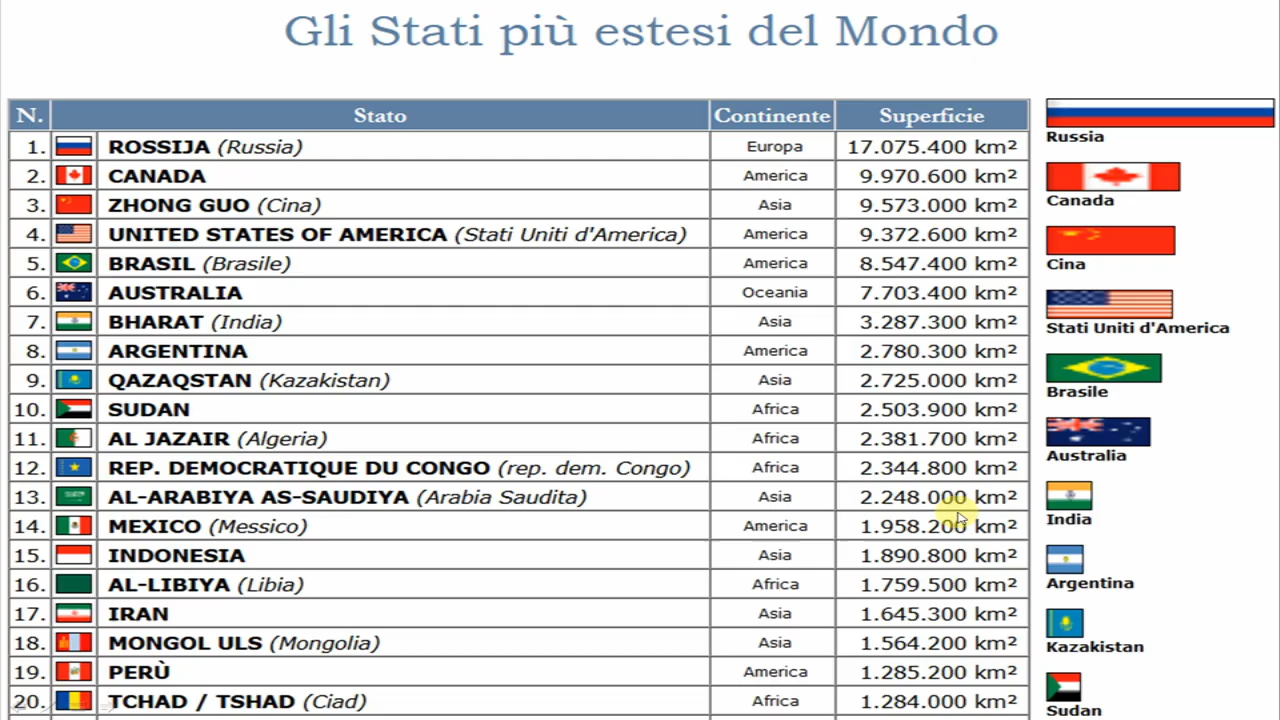 Gli Stati più estesi del Mondo
N. Stato Continente Superficie
1. ROSSIJA (Russia) Europa 17.075.400 km²
2. CANADA America 9.970.600 km²
3. ZHONG GUO (Cina) Asia 9.573.000 km²
4. UNITED STATES OF AMERICA (Stati Uniti d'America) America 9.372.600 km²
5. BRASIL (Brasile) America 8.547.400 km²
6. AUSTRALIA Oceania 7.703.400 km²
7. BHARAT (India) Asia 3.287.300 km²
8. ARGENTINA America 2.780.300 km²
9. QAZAQSTAN (Kazakistan) Asia 2.725.000 km²
10. SUDAN Africa 2.503.900 km²
11. AL JAZAIR (Algeria) Africa 2.381.700 km²
12. REP. DEMOCRATIQUE DU CONGO (rep. dem. Congo) Africa 2.344.800 km²
13. AL-ARABIYA AS-SAUDIYA (Arabia Saudita) Asia 2.248.000 km²
14. MEXICO (Messico) America 1.958.200 km²
15. INDONESIA Asia 1.890.800 km²
16. AL-LIBIYA (Libia) Africa 1.759.500 km²
17. IRAN Asia 1.645.300 km²
18. MONGOL ULS (Mongolia) Asia 1.564.200 km²
19. PERÙ America 1.285.200 km²
20. TCHAD / TSHAD (Ciad) Africa 1.284.000 km²
Russia
Canada
Cina
Stati Uniti d'America
Brasile
Australia
India
Argentina
Kazakistan
Sudan